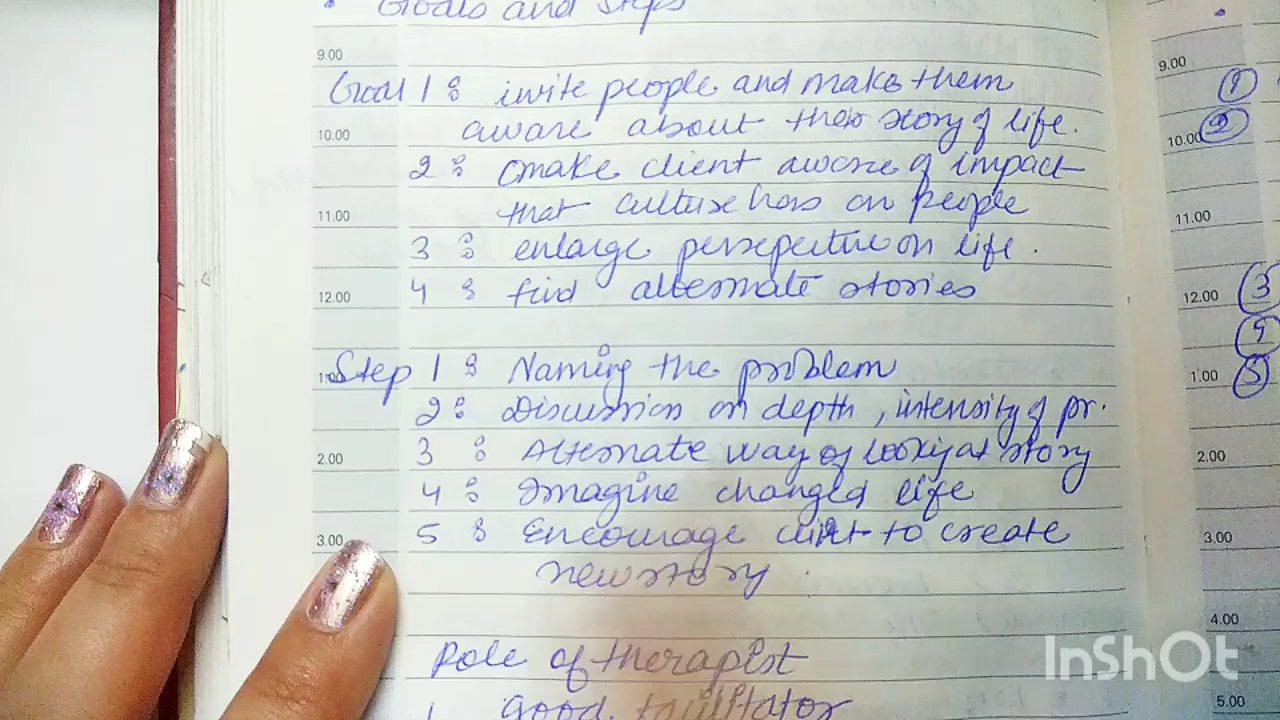 Goals and steps
9.00
Goal 1 : invite people and make them
aware about their story of life.
10.00
2 : make client aware of impact
that culture has on people
11.00
3 : enlarge perspective on life.
12.00
4 : find alternate stories
Step 1 : Naming the problem
2 : Discussion on depth, intensity of pr.
3 : Alternate way of looking at story
2.00
4 : Imagine changed life
5 : Encourage client to create
3.00
new story.
Role of therapist
1 good facilitator
9.00
1
10.00
2
11.00
12.00
3
4
1.00
5
2.00
3.00
4.00
5.00
InShOt